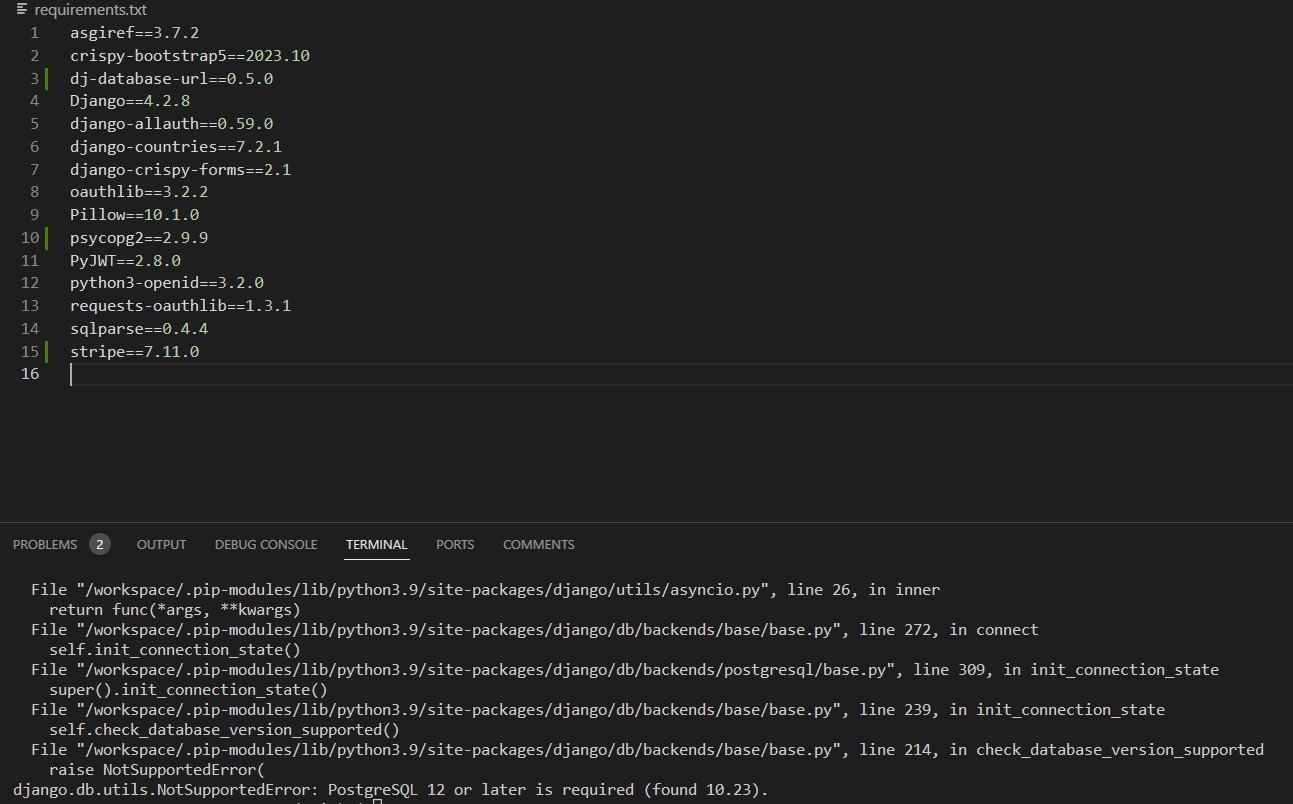 requirements.txt
1 asgiref==3.7.2
2 crispy-bootstrap5==2023.10
3 dj-database-url==0.5.0
4 Django==4.2.8
5 django-allauth==0.59.0
6 django-countries==7.2.1
7 django-crispy-forms==2.1
8 oauthlib==3.2.2
9 Pillow==10.1.0
10 psycopg2==2.9.9
11 PyJWT==2.8.0
12 python3-openid==3.2.0
13 requests-oauthlib==1.3.1
14 sqlparse==0.4.4
15 stripe==7.11.0
16
PROBLEMS 2 OUTPUT DEBUG CONSOLE TERMINAL PORTS COMMENTS
File "/workspace/.pip-modules/lib/python3.9/site-packages/django/utils/asyncio.py", line 26, in inner
return func(*args, **kwargs)
File "/workspace/.pip-modules/lib/python3.9/site-packages/django/db/backends/base/base.py", line 272, in connect
self.init_connection_state()
File "/workspace/.pip-modules/lib/python3.9/site-packages/django/db/backends/postgresql/base.py", line 309, in init_connection_state
super().init_connection_state()
File "/workspace/.pip-modules/lib/python3.9/site-packages/django/db/backends/base/base.py", line 239, in init_connection_state
self.check_database_version_supported()
File "/workspace/.pip-modules/lib/python3.9/site-packages/django/db/backends/base/base.py", line 214, in check_database_version_supported
raise NotSupportedError(
django.db.utils.NotSupportedError: PostgreSQL 12 or later is required (found 10.23).